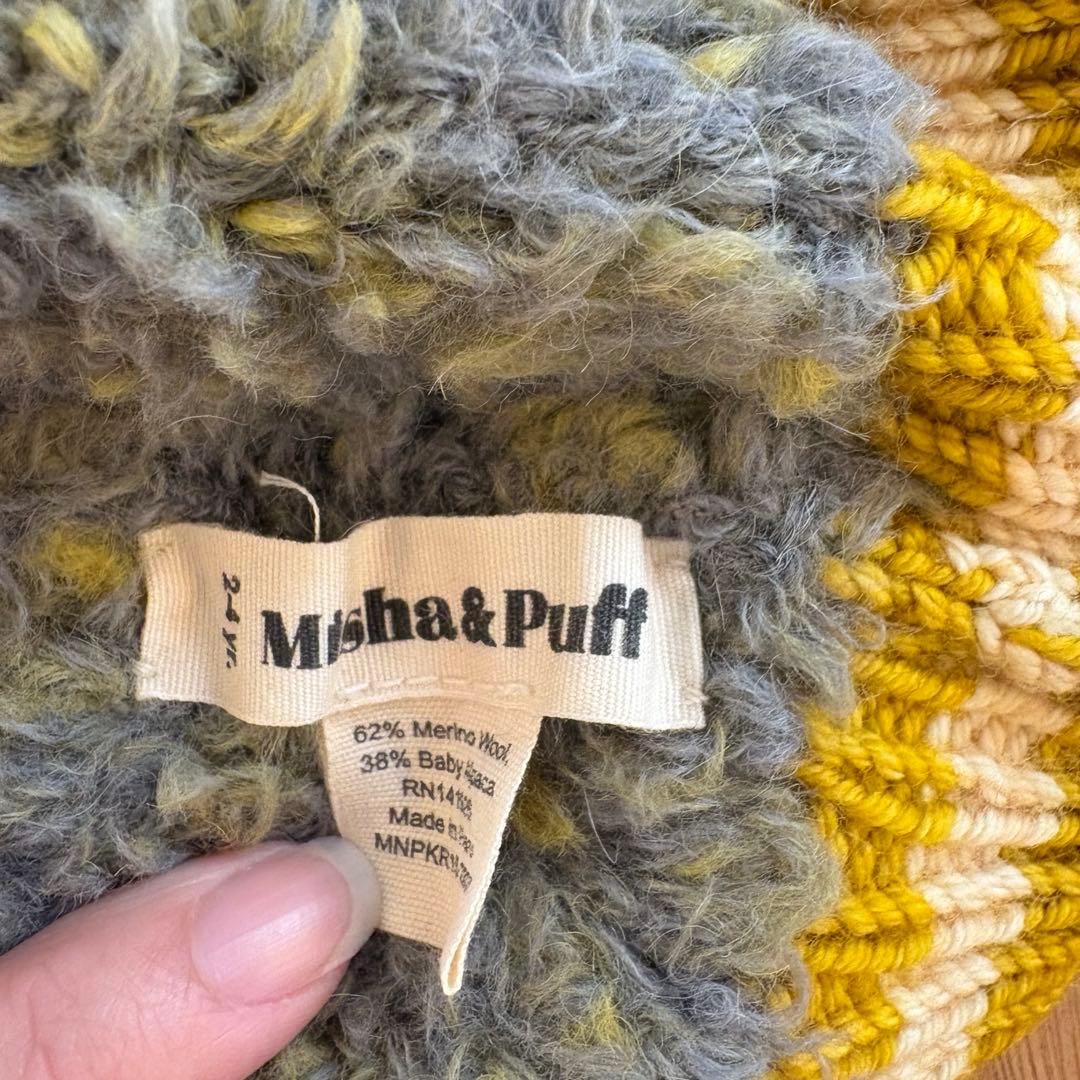 2-4 yr.
Misha&Puff
62% Merino Wool,
38% Baby Alpaca
Made in